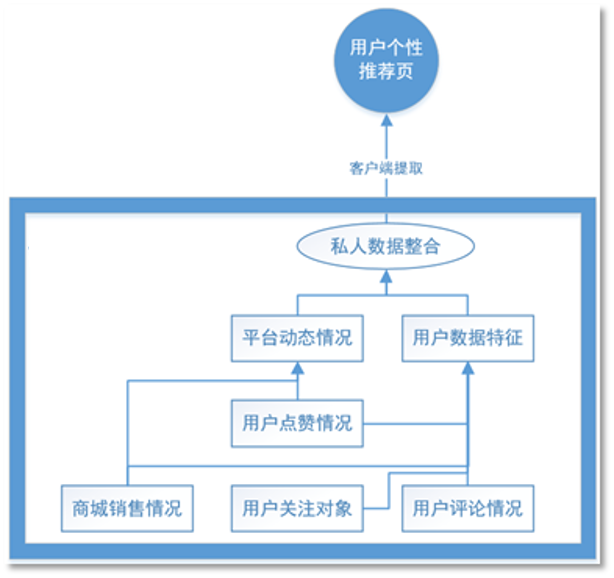 用户个性
推荐页
客户端提取
私人数据整合
平台动态情况
用户数据特征
用户点赞情况
商城销售情况
用户关注对象
用户评论情况